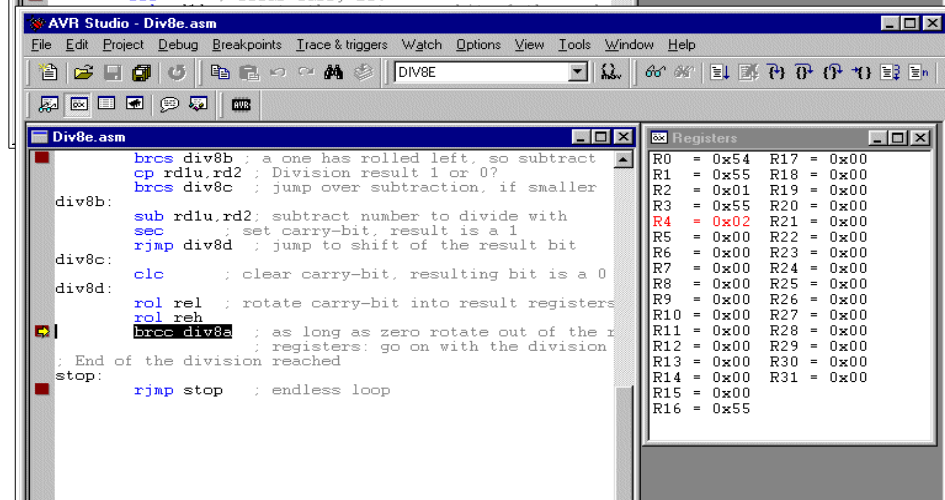 AVR Studio - Div8e.asm
File Edit Project Debug Breakpoints Trace & triggers Watch Options View Tools Window Help
DIV8E
AVR
Div8e.asm
brcs div8b ; a one has rolled left, so subtract
cp rd1u,rd2 ; Division result 1 or 0?
brcs div8c ; jump over subtraction, if smaller
div8b:
sub rd1u,rd2; subtract number to divide with
sec ; set carry-bit, result is a 1
rjmp div8d ; jump to shift of the result bit
div8c:
clc ; clear carry-bit, resulting bit is a 0
div8d:
rol rel ; rotate carry-bit into result registers
rol reh
brcc div8a ; as long as zero rotate out of the r
; registers: go on with the division
; End of the division reached
stop:
rjmp stop ; endless loop
Registers
R0 = 0x54 R17 = 0x00
R1 = 0x55 R18 = 0x00
R2 = 0x01 R19 = 0x00
R3 = 0x55 R20 = 0x00
R4 = 0x02 R21 = 0x00
R5 = 0x00 R22 = 0x00
R6 = 0x00 R23 = 0x00
R7 = 0x00 R24 = 0x00
R8 = 0x00 R25 = 0x00
R9 = 0x00 R26 = 0x00
R10 = 0x00 R27 = 0x00
R11 = 0x00 R28 = 0x00
R12 = 0x00 R29 = 0x00
R13 = 0x00 R30 = 0x00
R14 = 0x00 R31 = 0x00
R15 = 0x00
R16 = 0x55